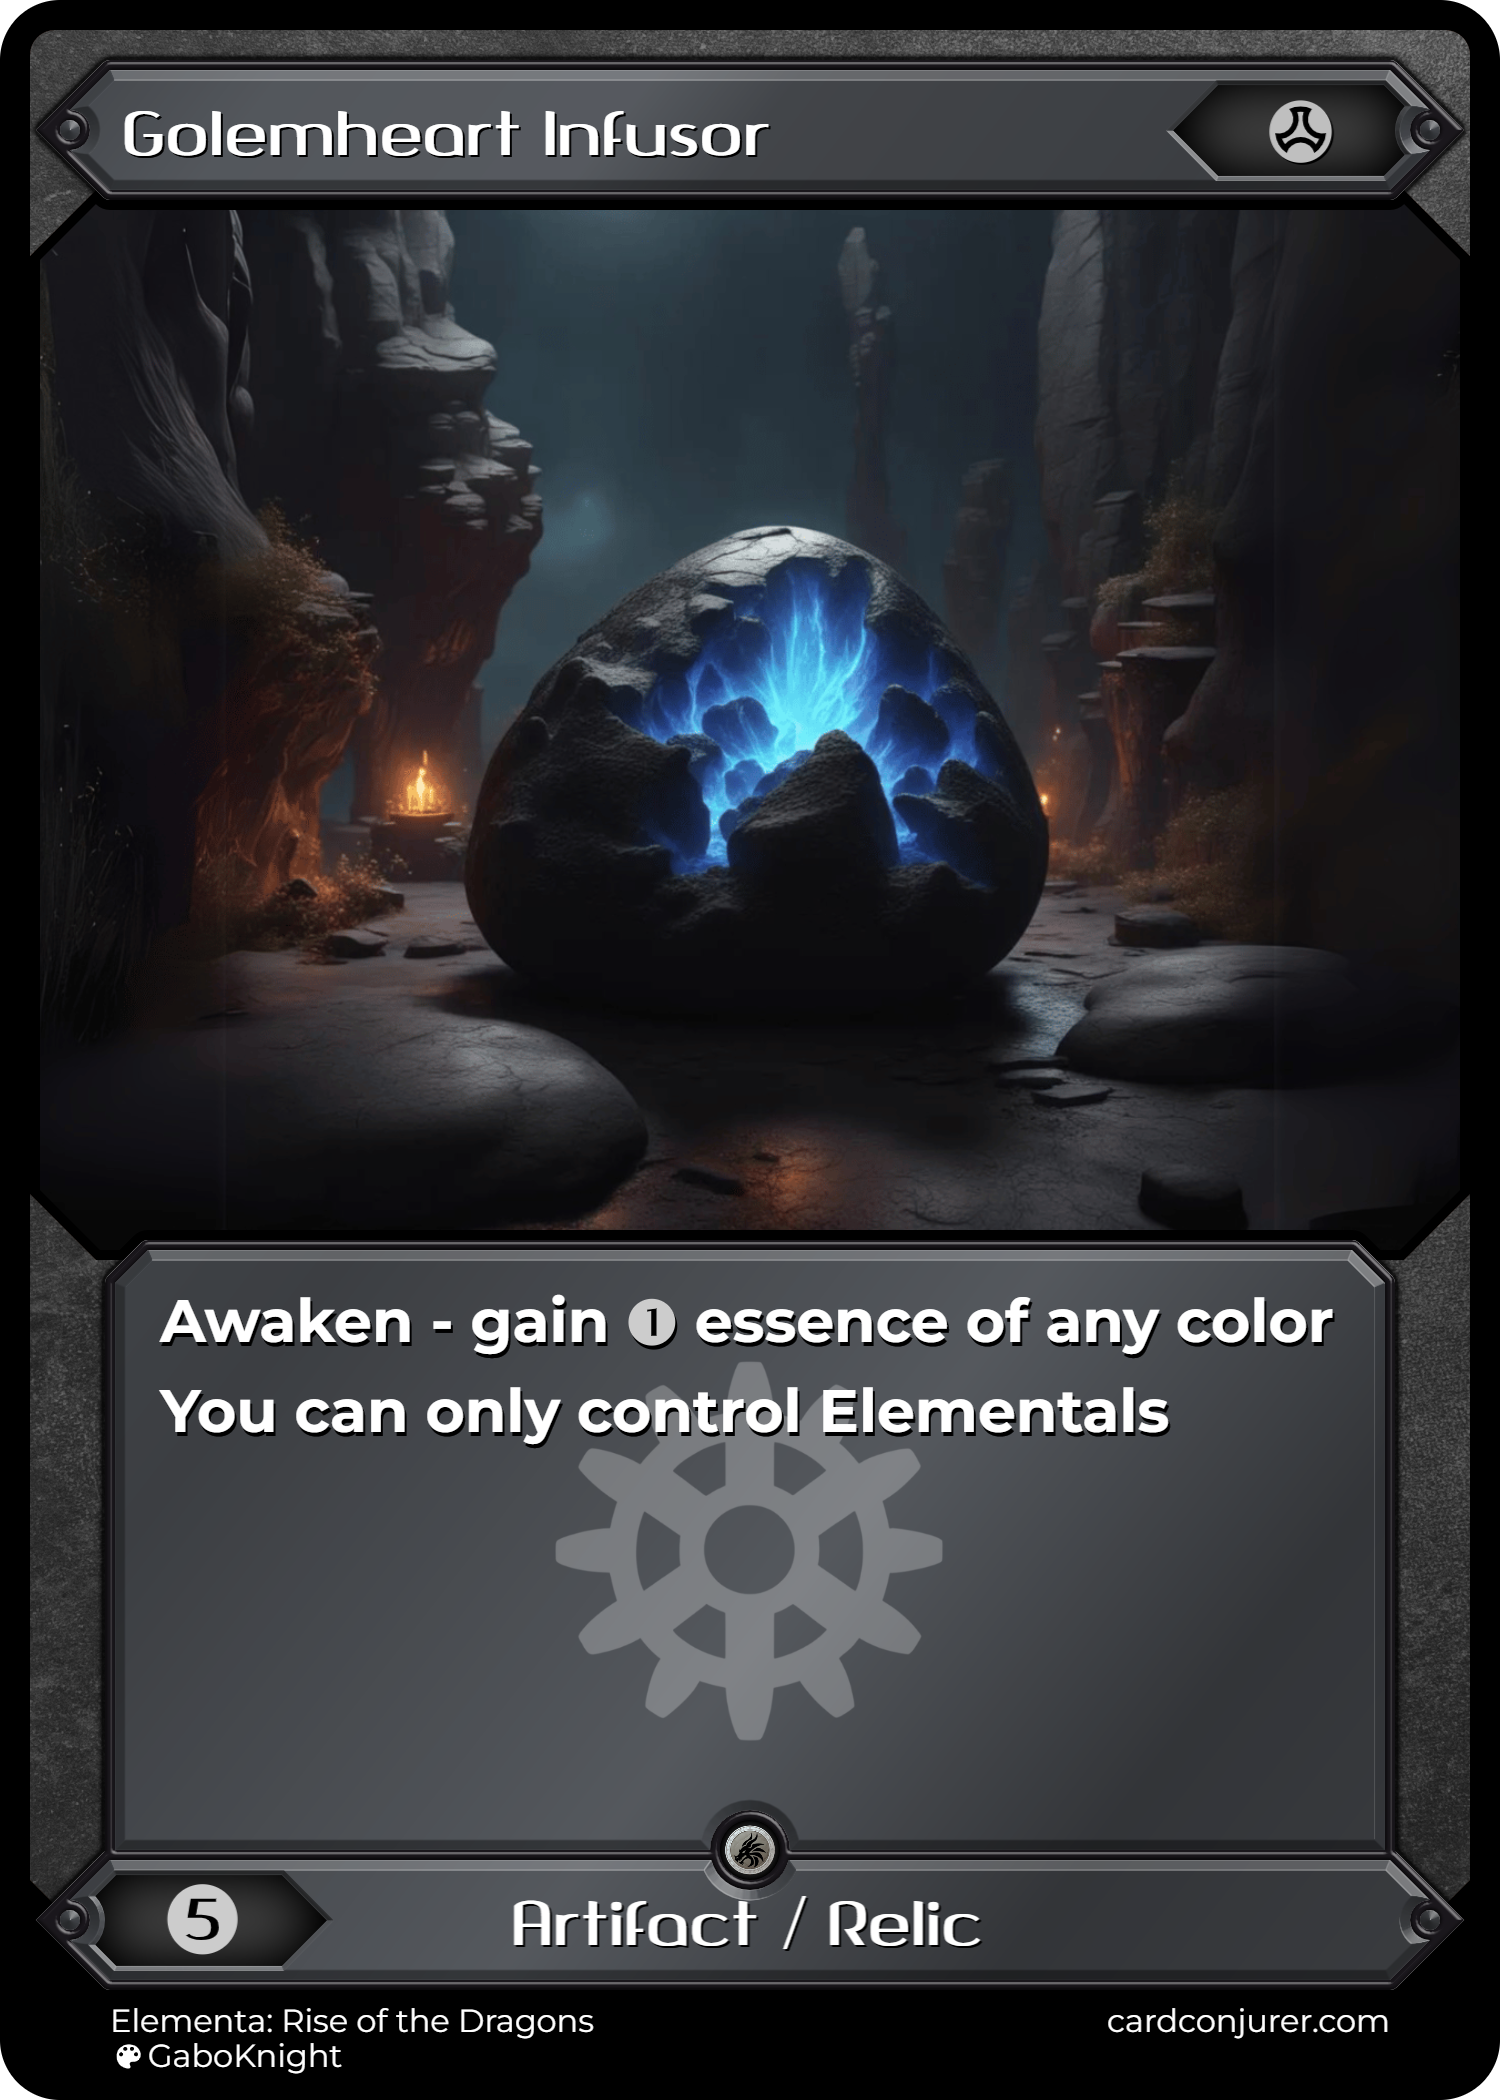 Golemheart Infusor
Awaken - gain 1 essence of any color
You can only control Elementals
5
Artifact / Relic
Elementa: Rise of the Dragons
cardconjurer.com
GaboKnight